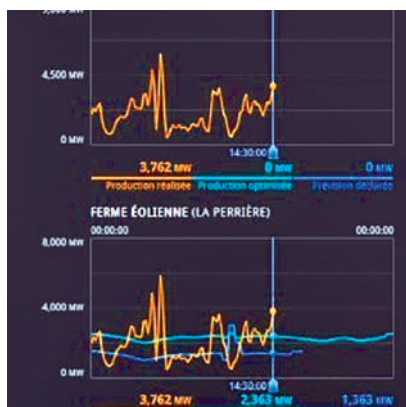 4,500 MW
0 MW
14:30:00
3,762 MW 0 MW 0 MW
Production réalisée Production optimisée Prévision déclarée
FERME ÉOLIENNE (LA PERRIÈRE)
00:00:00 00:00:00
8,000 MW
4,000 MW
0 MW
14:30:00
3,762 MW 2,363 MW 1,363 MW